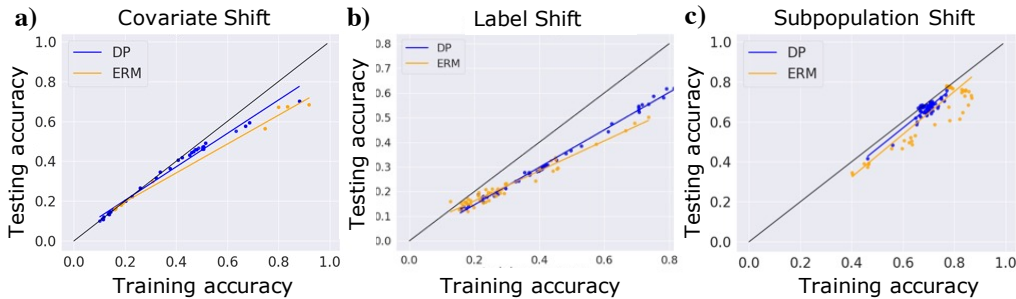 a)
Covariate Shift
Testing accuracy
1.0
0.8
0.6
0.4
0.2
0.0
DP
ERM
0.0 0.2 0.4 0.6 0.8 1.0
Training accuracy
b)
Label Shift
Testing accuracy
0.8
0.7
0.6
0.5
0.4
0.3
0.2
0.1
0.0
DP
ERM
0.0 0.2 0.4 0.6 0.8
Training accuracy
c)
Subpopulation Shift
Testing accuracy
1.0
0.8
0.6
0.4
0.2
0.0
DP
ERM
0.0 0.2 0.4 0.6 0.8 1.0
Training accuracy